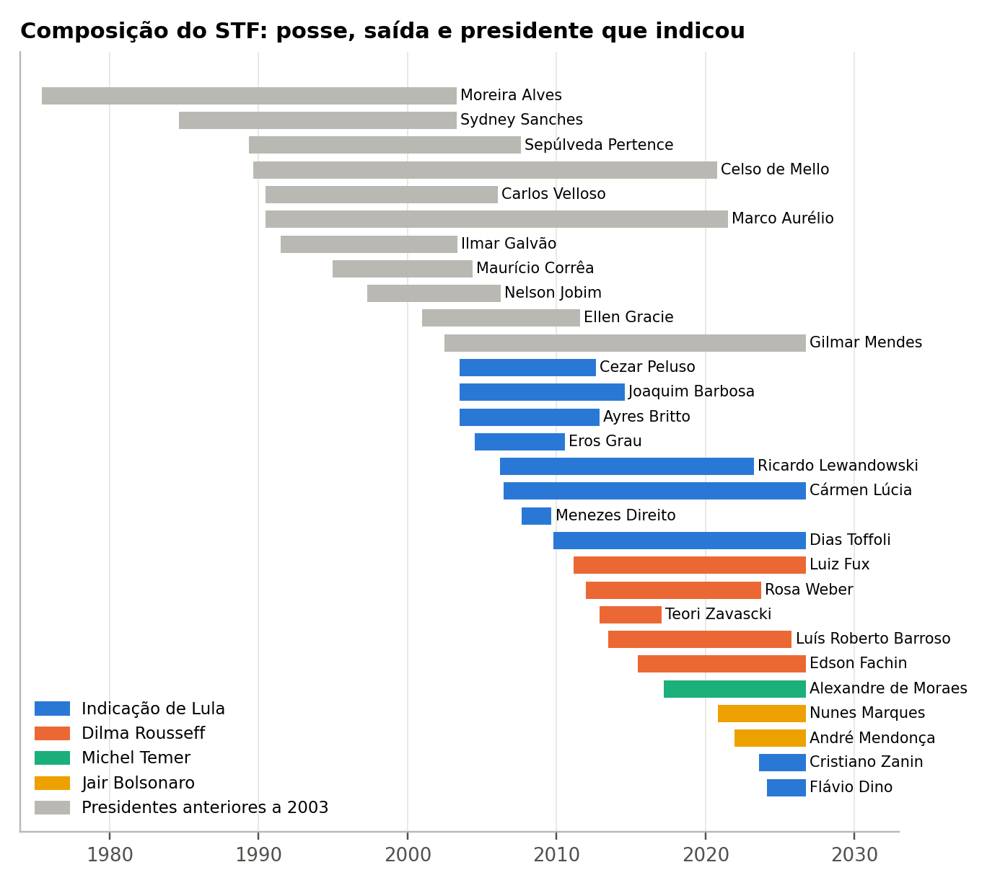 Composição do STF: posse, saída e presidente que indicou
Moreira Alves
Sydney Sanches
Sepúlveda Pertence
Celso de Mello
Carlos Velloso
Marco Aurélio
Ilmar Galvão
Maurício Corrêa
Nelson Jobim
Ellen Gracie
Gilmar Mendes
Cezar Peluso
Joaquim Barbosa
Ayres Britto
Eros Grau
Ricardo Lewandowski
Cármen Lúcia
Menezes Direito
Dias Toffoli
Luiz Fux
Rosa Weber
Teori Zavascki
Luís Roberto Barroso
Edson Fachin
Alexandre de Moraes
Nunes Marques
André Mendonça
Cristiano Zanin
Flávio Dino
Indicação de Lula
Dilma Rousseff
Michel Temer
Jair Bolsonaro
Presidentes anteriores a 2003
1980 1990 2000 2010 2020 2030